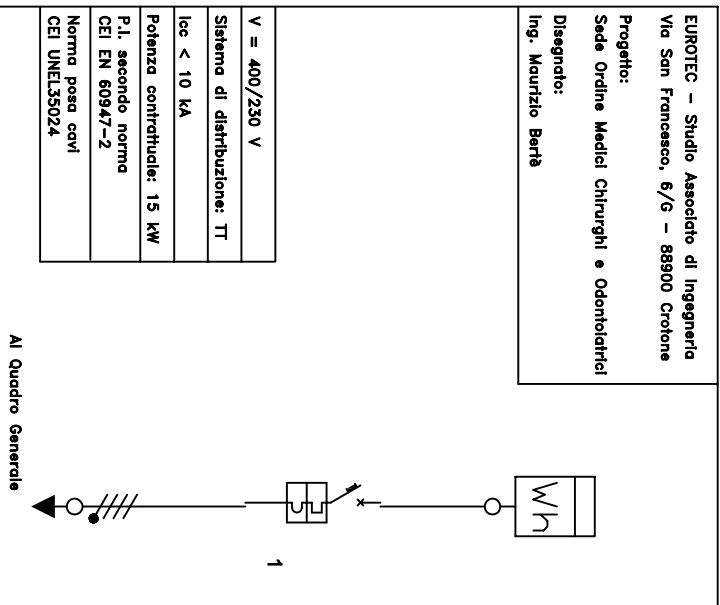 EUROTEC – Studio Associato di Ingegneria
Via San Francesco, 6/G – 88900 Crotone
Progetto:
Sede Ordine Medici Chirurghi e Odontoiatrici
Disegnato:
Ing. Maurizio Bertè
Wh
1
V = 400/230 V
Sistema di distribuzione: TT
Icc < 10 kA
Potenza contrattuale: 15 kW
P.I. secondo norma
CEI EN 60947-2
Norma posa cavi
CEI UNEL35024
Al Quadro Generale